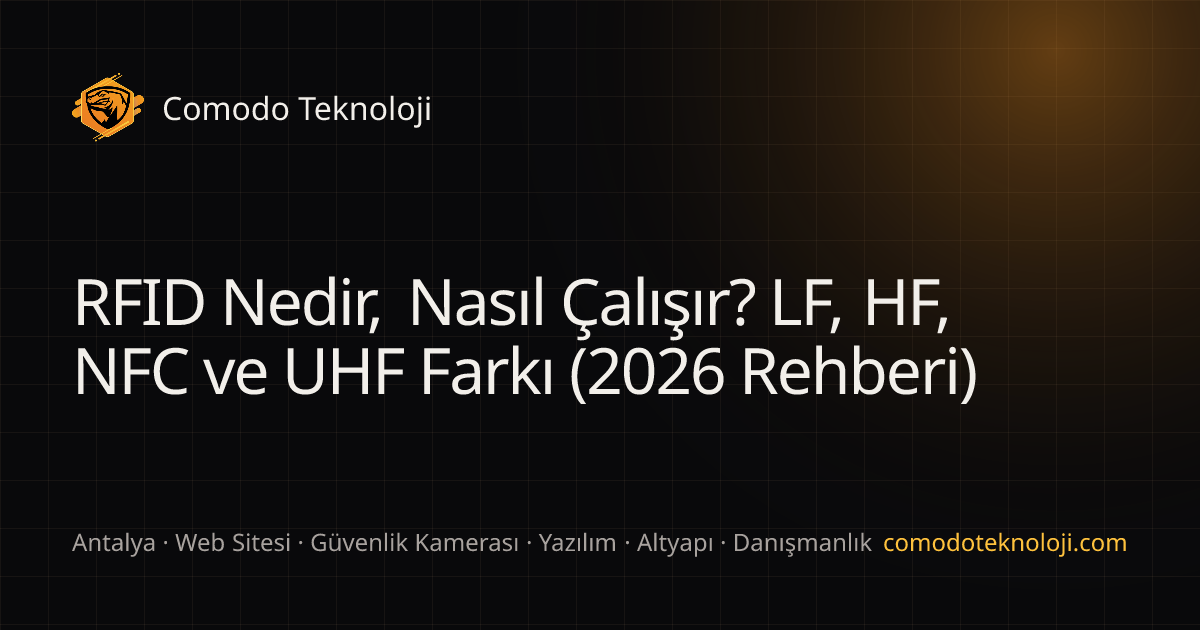 Comodo Teknoloji
RFID Nedir, Nasıl Çalışır? LF, HF,
NFC ve UHF Farkı (2026 Rehberi)
Antalya · Web Sitesi · Güvenlik Kamerası · Yazılım · Altyapı · Danışmanlık comodoteknoloji.com